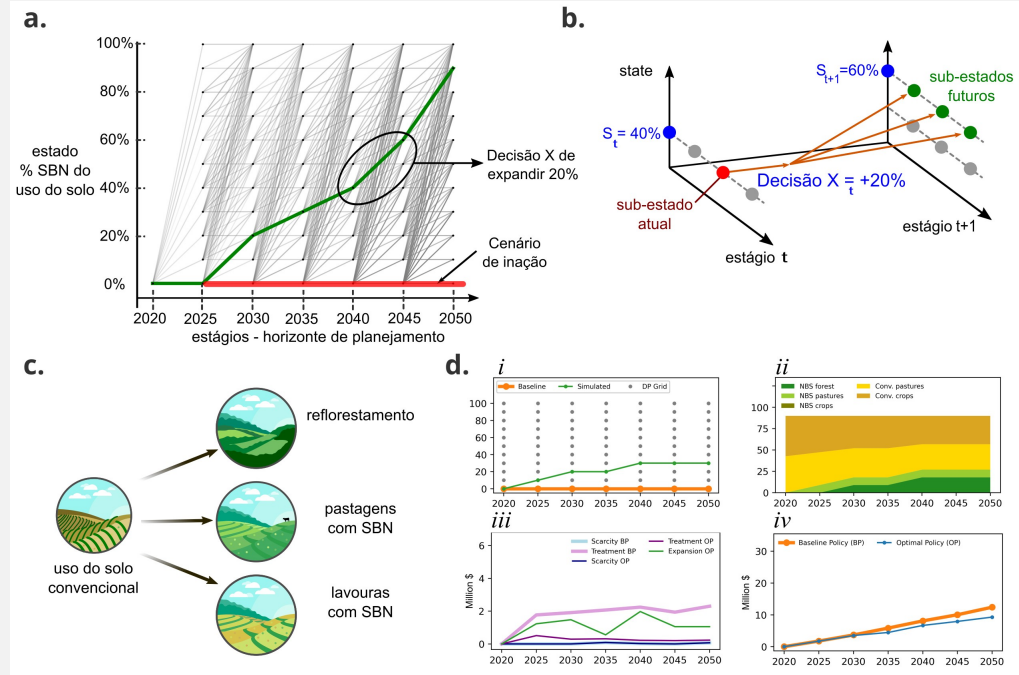 a.
100%
80%
60%
40%
20%
0%
estado
% SBN do
uso do solo
Decisão X de
expandir 20%
Cenário
de inação
2020 2025 2030 2035 2040 2045 2050
estágios - horizonte de planejamento
b.
state
S t = 40%
sub-estado
atual
estágio t
Decisão X t = +20%
S t+1 =60%
sub-estados
futuros
estágio t+1
c.
uso do solo
convencional
reflorestamento
pastagens
com SBN
lavouras
com SBN
d.
i
Baseline Simulated DP Grid
100
80
60
40
20
0
2020 2025 2030 2035 2040 2045 2050
ii
NBS forest Conv. pastures
NBS pastures Conv. crops
NBS crops
100
75
50
25
0
2020 2025 2030 2035 2040 2045 2050
iii
Scarcity BP Treatment OP
Treatment BP Expansion OP
Scarcity OP
Million $
6
4
2
0
2020 2025 2030 2035 2040 2045 2050
iv
Baseline Policy (BP) Optimal Policy (OP)
Million $
30
20
10
0
2020 2025 2030 2035 2040 2045 2050